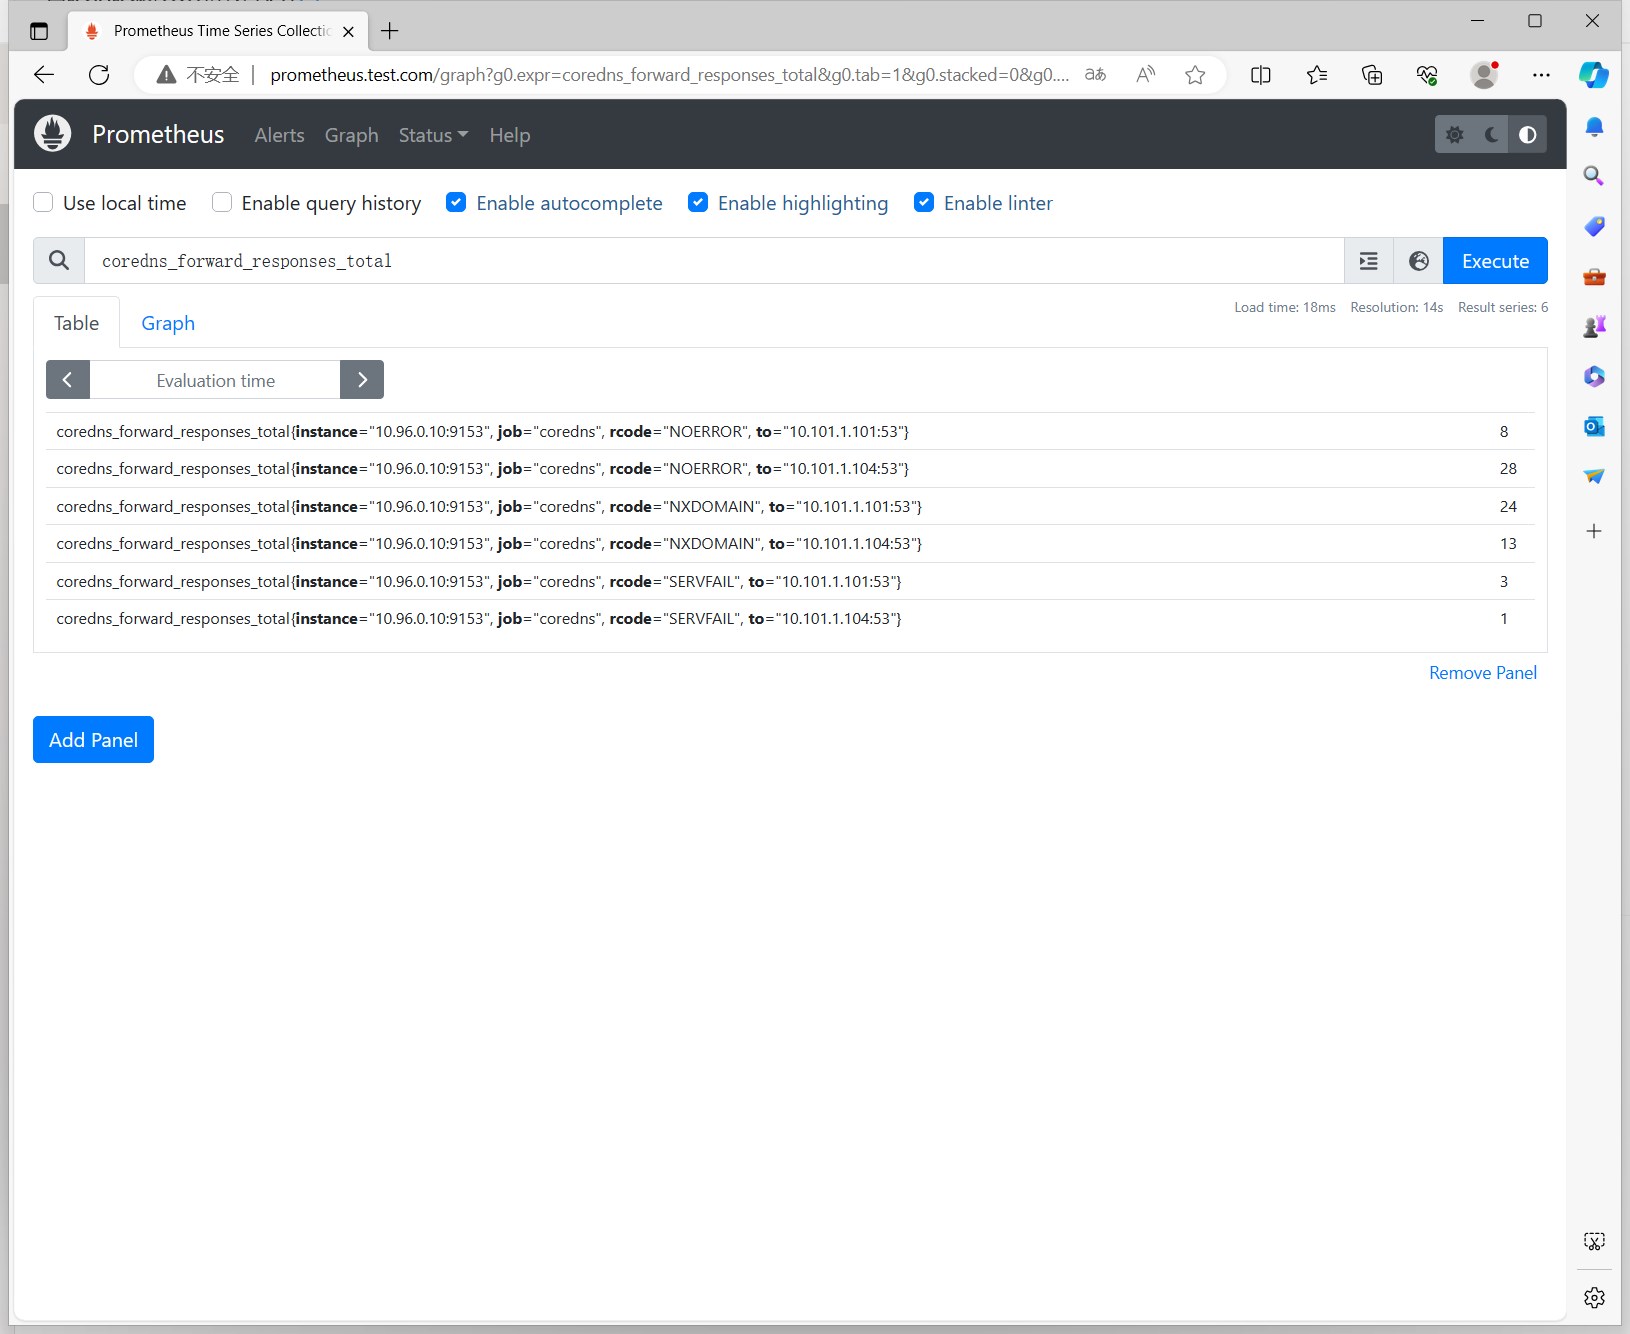 Prometheus Time Series Collectio
不安全 prometheus.test.com/graph?g0.expr=coredns_forward_responses_total&g0.tab=1&g0.stacked=0&g0.... aあ A
Prometheus Alerts Graph Status Help
Use local time Enable query history Enable autocomplete Enable highlighting Enable linter
coredns_forward_responses_total Execute
Table Graph Load time: 18ms Resolution: 14s Result series: 6
Evaluation time
coredns_forward_responses_total{instance="10.96.0.10:9153", job="coredns", rcode="NOERROR", to="10.101.1.101:53"} 8
coredns_forward_responses_total{instance="10.96.0.10:9153", job="coredns", rcode="NOERROR", to="10.101.1.104:53"} 28
coredns_forward_responses_total{instance="10.96.0.10:9153", job="coredns", rcode="NXDOMAIN", to="10.101.1.101:53"} 24
coredns_forward_responses_total{instance="10.96.0.10:9153", job="coredns", rcode="NXDOMAIN", to="10.101.1.104:53"} 13
coredns_forward_responses_total{instance="10.96.0.10:9153", job="coredns", rcode="SERVFAIL", to="10.101.1.101:53"} 3
coredns_forward_responses_total{instance="10.96.0.10:9153", job="coredns", rcode="SERVFAIL", to="10.101.1.104:53"} 1
Remove Panel
Add Panel